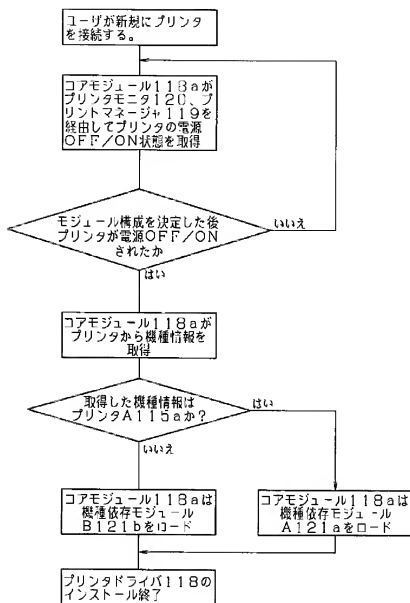 ユーザが新規にプリンタ
を接続する。
コアモジュール118aが
プリンタモニタ120、プ
リントマネージャ119を
経由してプリンタの電源
OFF/ON状態を取得
モジュール構成を決定した後
プリンタが電源OFF/ON
されたか
いいえ
はい
コアモジュール118aが
プリンタから機種情報を
取得
取得した機種情報は
プリンタA115aか?
はい
いいえ
コアモジュール118aは
機種依存モジュール
B121bをロード
コアモジュール118aは
機種依存モジュール
A121aをロード
プリンタドライバ118の
インストール終了